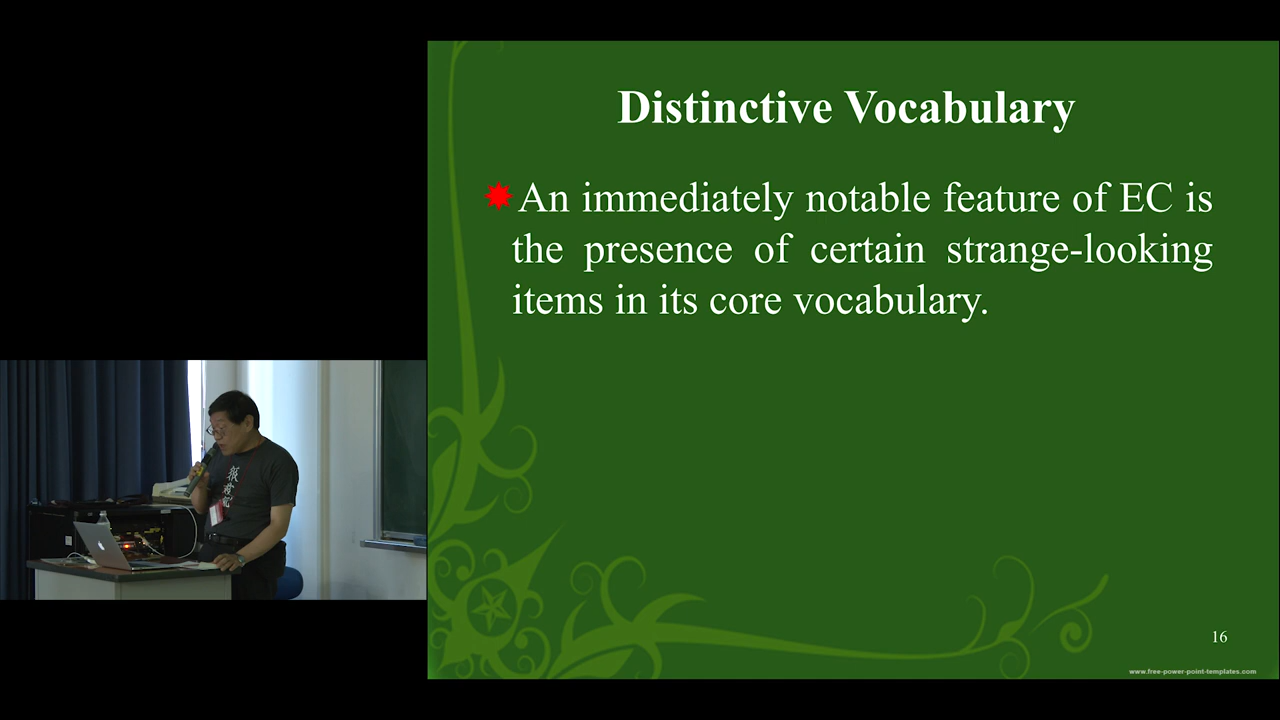 Distinctive Vocabulary
An immediately notable feature of EC is
the presence of certain strange-looking
items in its core vocabulary.
16
www.free-power-point-templates.com